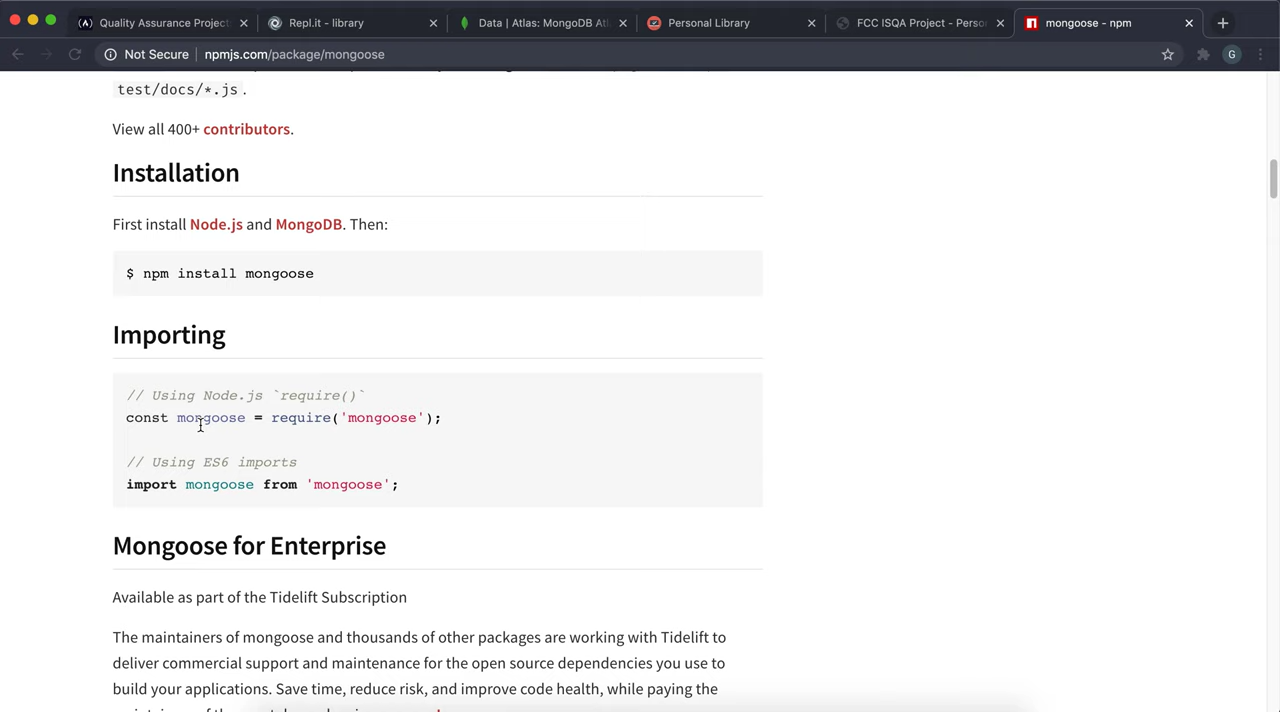 Quality Assurance Project
Repl.it - library
Data | Atlas: MongoDB Atl
Personal Library
FCC ISQA Project - Perso
mongoose - npm
Not Secure | npmjs.com/package/mongoose
G
test/docs/*.js.
View all 400+ contributors.
Installation
First install Node.js and MongoDB. Then:
$ npm install mongoose
Importing
// Using Node.js `require()`
const mongoose = require('mongoose');
// Using ES6 imports
import mongoose from 'mongoose';
Mongoose for Enterprise
Available as part of the Tidelift Subscription
The maintainers of mongoose and thousands of other packages are working with Tidelift to
deliver commercial support and maintenance for the open source dependencies you use to
build your applications. Save time, reduce risk, and improve code health, while paying the